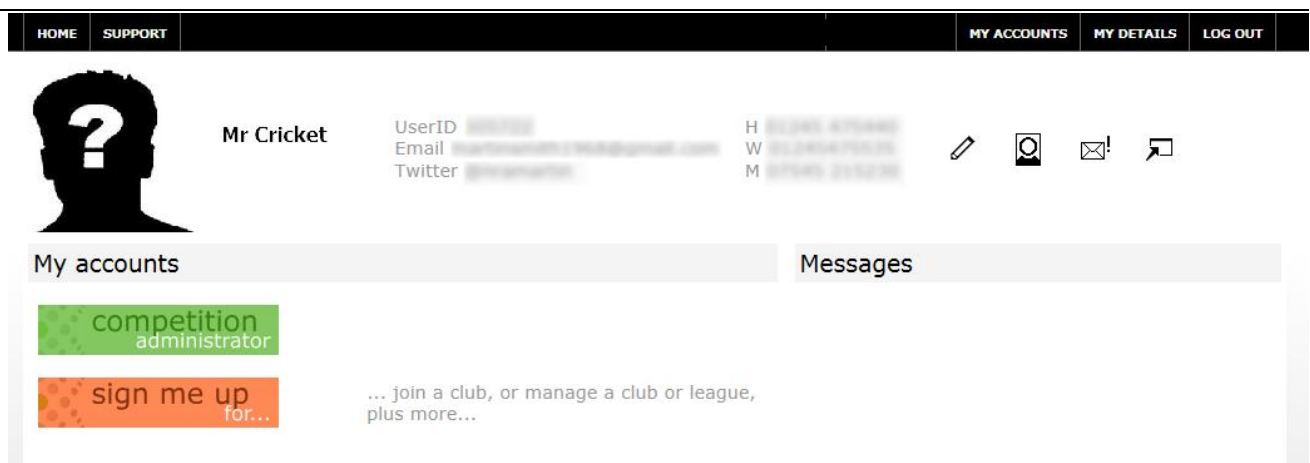 HOME SUPPORT MY ACCOUNTS MY DETAILS LOG OUT
?
Mr Cricket
UserID
Email
Twitter
H
W
M
My accounts
Messages
competition
administrator
sign me up
for...
... join a club, or manage a club or league,
plus more...